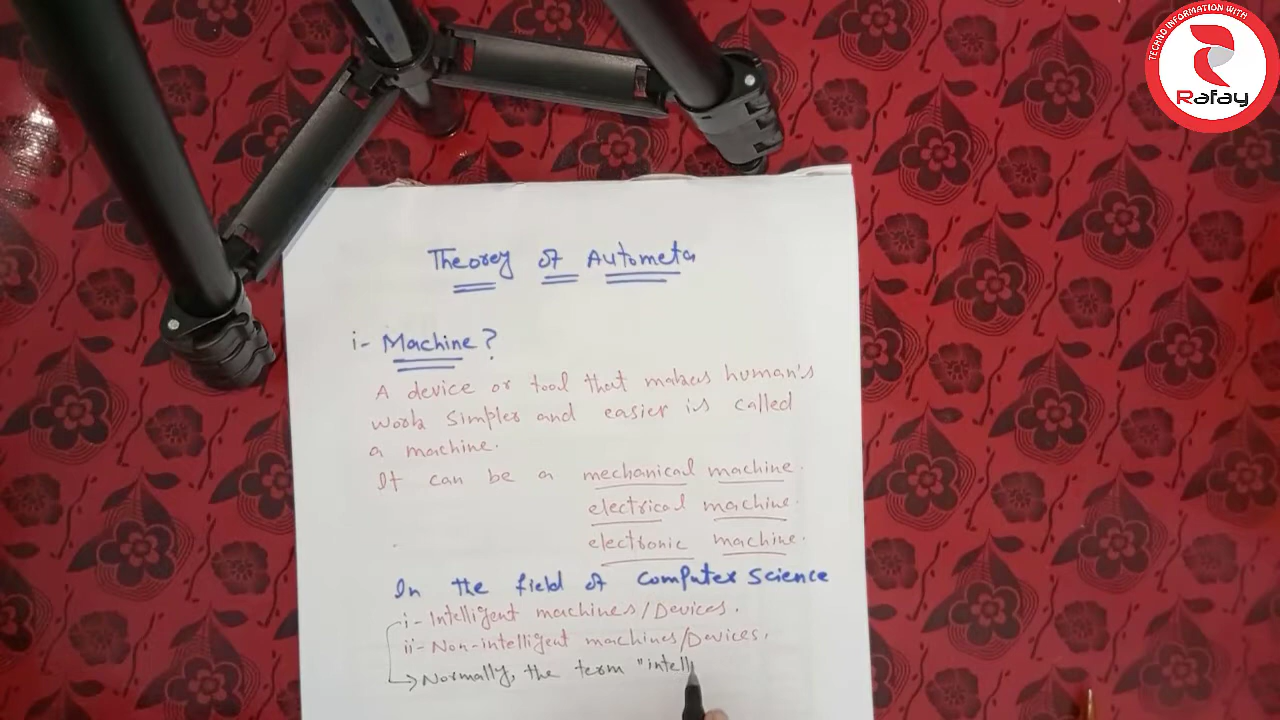 TECHNO INFORMATION WITH
Rafay
Theorey of Autometa
i- Machine?
A device or tool that makes human's
work simpler and easier is called
a machine.
It can be a mechanical machine.
electrical machine.
electronic machine.
In the field of Computer Science
i- Intelligent machines/Devices.
ii- Non-intelligent machines/Devices.
Normally, the term "intell